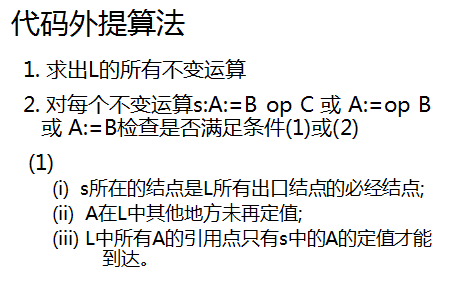 代码外提算法
1. 求出L的所有不变运算
2. 对每个不变运算s:A:=B op C 或 A:=op B
或 A:=B检查是否满足条件(1)或(2)
(1)
(i) s所在的结点是L所有出口结点的必经结点;
(ii) A在L中其他地方未再定值;
(iii) L中所有A的引用点只有s中的A的定值才能
到达。